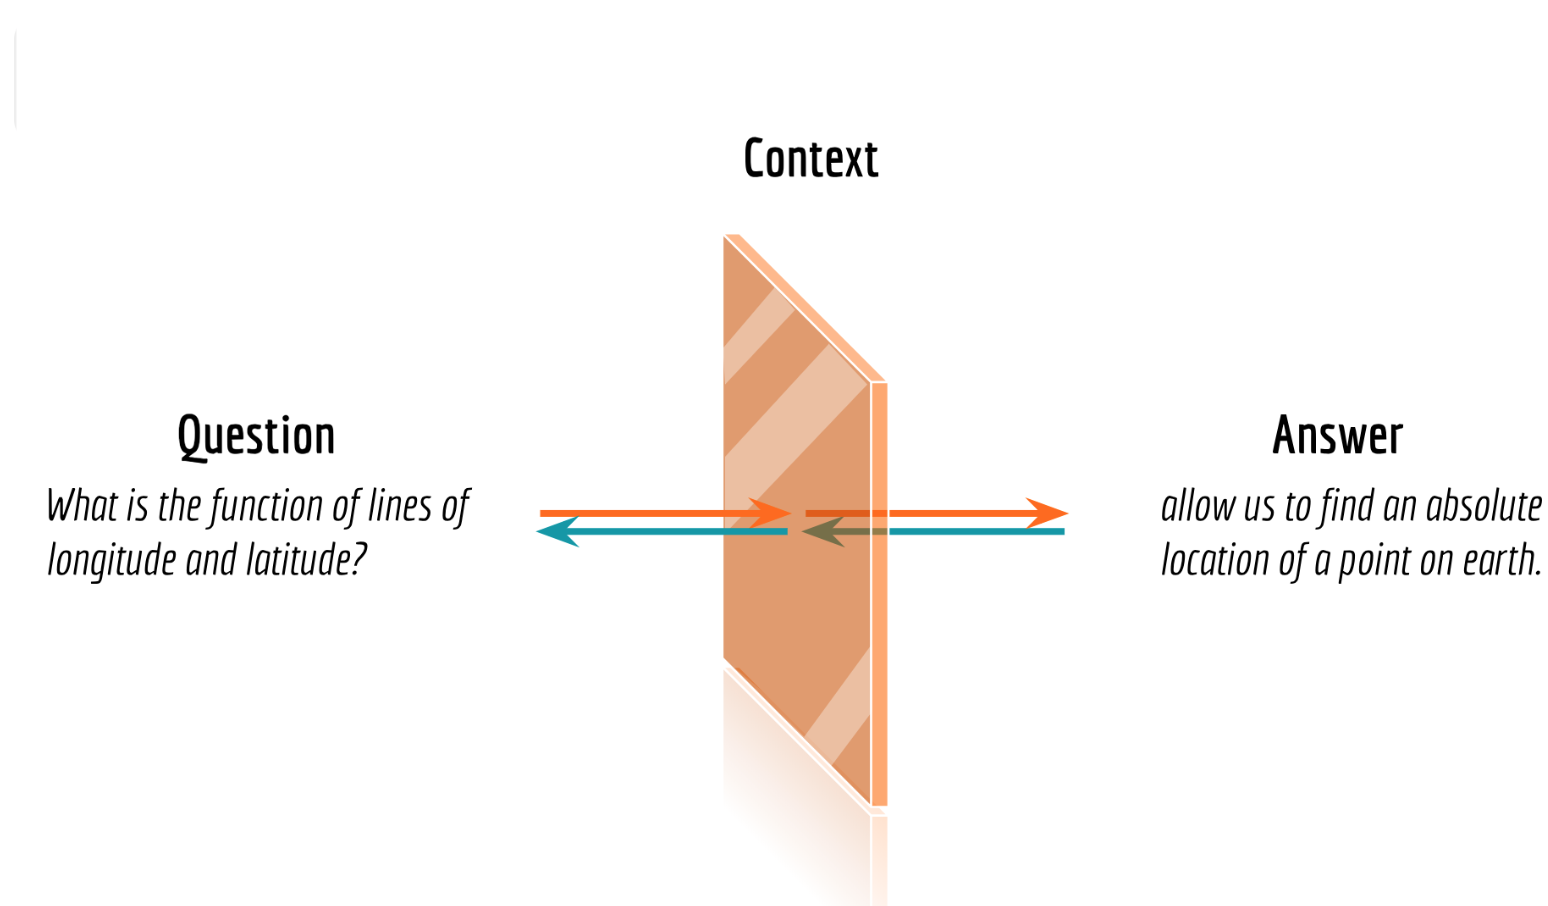 Context
Question
What is the function of lines of
longitude and latitude?
Answer
allow us to find an absolute
location of a point on earth.